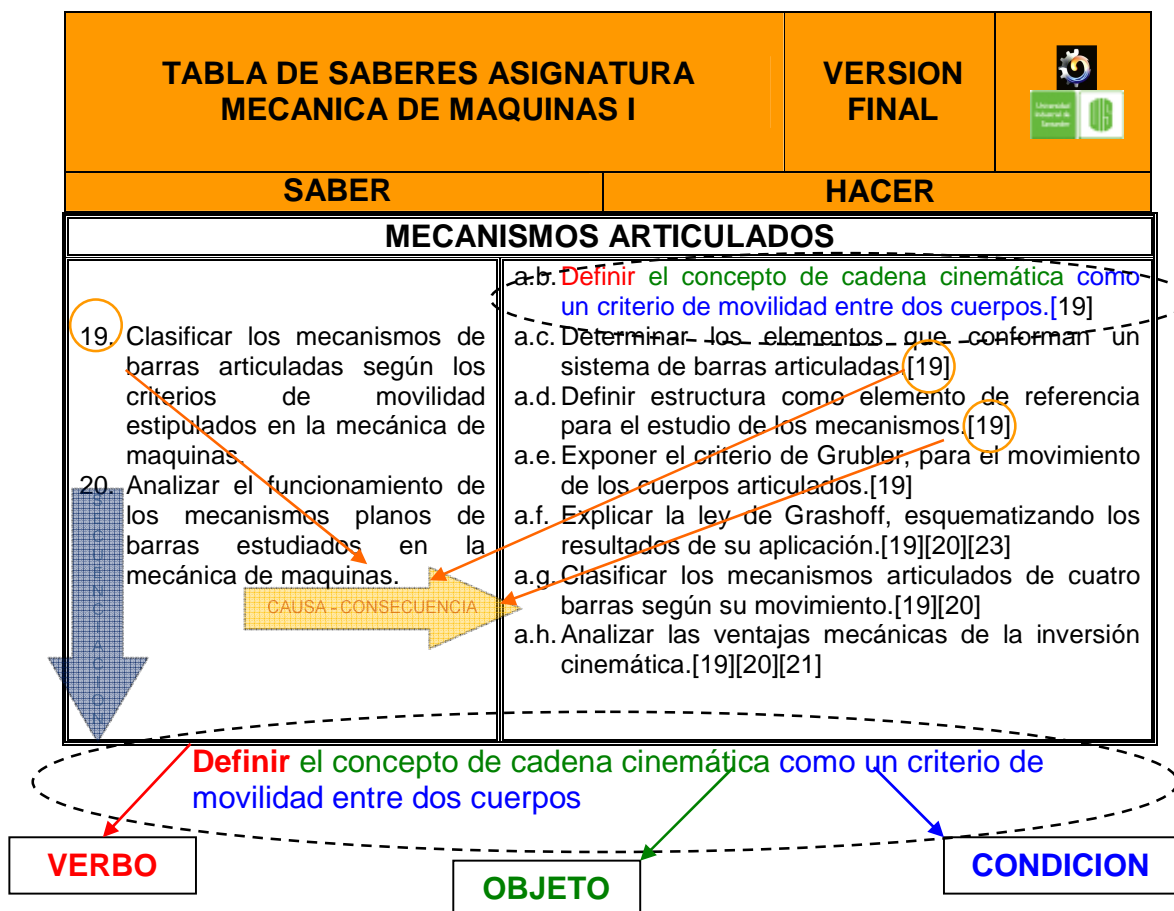 TABLA DE SABERES ASIGNATURA
MECANICA DE MAQUINAS I
VERSION
FINAL
Universidad
Industrial de
Santander
UIS
SABER
HACER
MECANISMOS ARTICULADOS
19. Clasificar los mecanismos de
barras articuladas según los
criterios de movilidad
estipulados en la mecánica de
maquinas.
20. Analizar el funcionamiento de
los mecanismos planos de
barras estudiados en la
mecánica de maquinas.
SECUENCIACION
CAUSA - CONSECUENCIA
a.b. Definir el concepto de cadena cinemática como
un criterio de movilidad entre dos cuerpos.[19]
a.c. Determinar los elementos que conforman un
sistema de barras articuladas.[19]
a.d. Definir estructura como elemento de referencia
para el estudio de los mecanismos.[19]
a.e. Exponer el criterio de Grubler, para el movimiento
de los cuerpos articulados.[19]
a.f. Explicar la ley de Grashoff, esquematizando los
resultados de su aplicación.[19][20][23]
a.g. Clasificar los mecanismos articulados de cuatro
barras según su movimiento.[19][20]
a.h. Analizar las ventajas mecánicas de la inversión
cinemática.[19][20][21]
Definir el concepto de cadena cinemática como un criterio de
movilidad entre dos cuerpos
VERBO
OBJETO
CONDICION